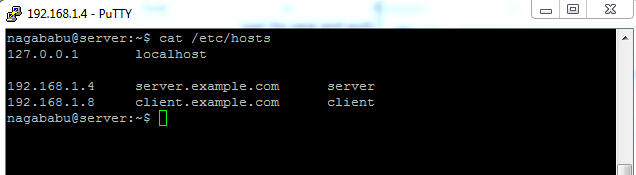 192.168.1.4 - PuTTY
nagababu@server:~$ cat /etc/hosts
127.0.0.1 localhost
192.168.1.4 server.example.com server
192.168.1.8 client.example.com client
nagababu@server:~$